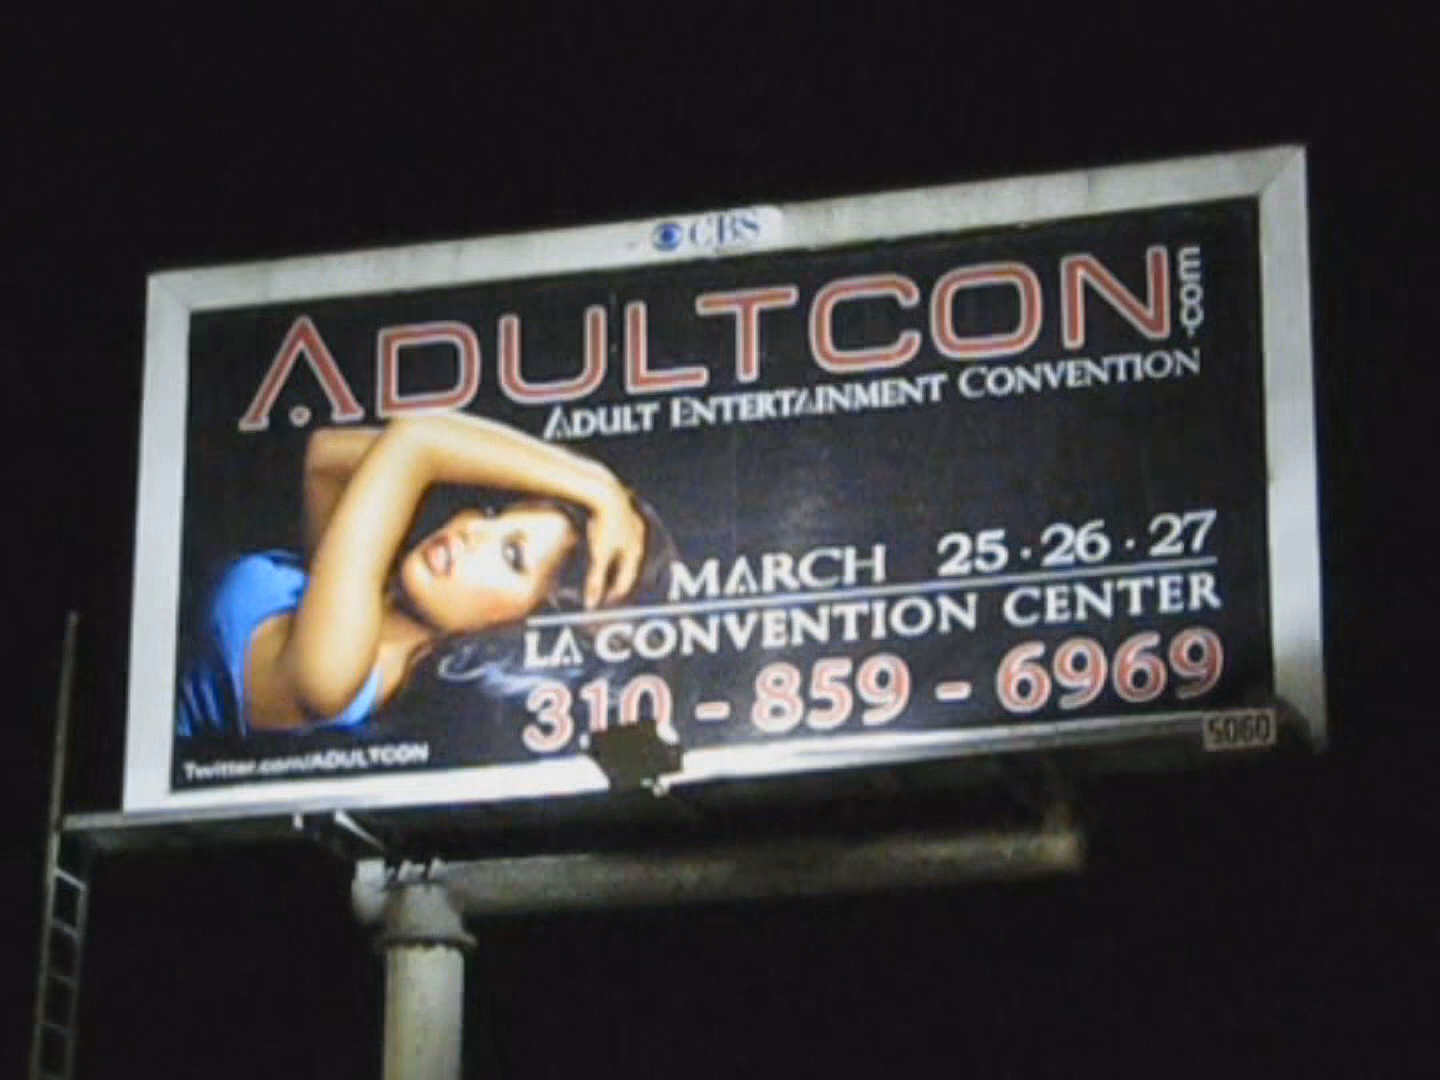 CBS
ADULTCON
.com
ADULT ENTERTAINMENT CONVENTION
MARCH 25 · 26 · 27
LA CONVENTION CENTER
310 - 859 - 6969
Twitter.com/ADULTCON
5060